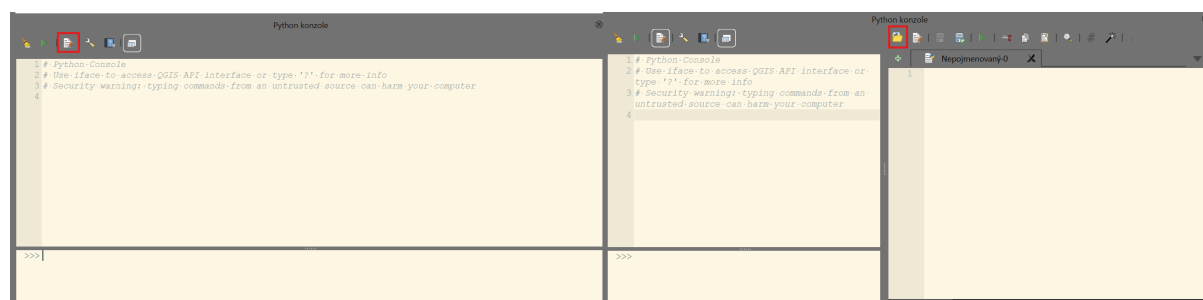 Python konzole
1 #·Python·Console
2 #·Use·iface·to·access·QGIS·API·interface·or·type·'?'·for·more·info
3 #·Security·warning:·typing·commands·from·an·untrusted·source·can·harm·your·computer
4
>>>
Python konzole
1 #·Python·Console
2 #·Use·iface·to·access·QGIS·API·interface·or·
type·'?'·for·more·info
3 #·Security·warning:·typing·commands·from·an·
untrusted·source·can·harm·your·computer
4
>>>
Nepojmenovaný-0
1